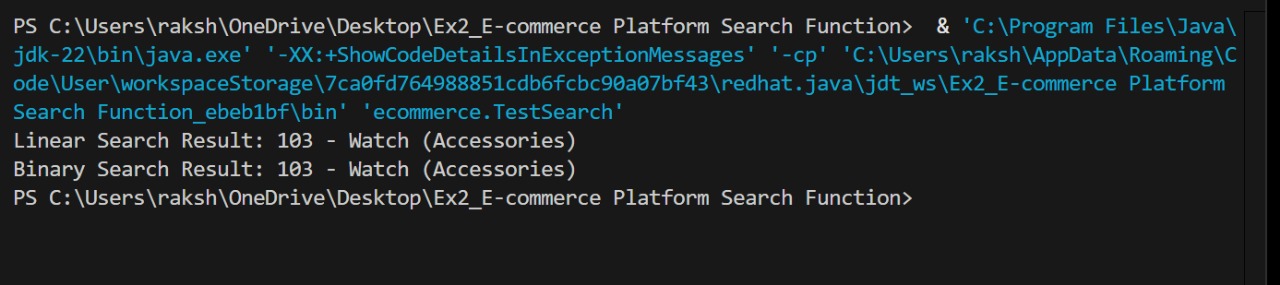 PS C:\Users\raksh\OneDrive\Desktop\Ex2_E-commerce Platform Search Function>  & 'C:\Program Files\Java\
jdk-22\bin\java.exe' '-XX:+ShowCodeDetailsInExceptionMessages' '-cp' 'C:\Users\raksh\AppData\Roaming\C
ode\User\workspaceStorage\7ca0fd764988851cdb6fcbc90a07bf43\redhat.java\jdt_ws\Ex2_E-commerce Platform
Search Function_ebeb1bf\bin' 'ecommerce.TestSearch'
Linear Search Result: 103 - Watch (Accessories)
Binary Search Result: 103 - Watch (Accessories)
PS C:\Users\raksh\OneDrive\Desktop\Ex2_E-commerce Platform Search Function>